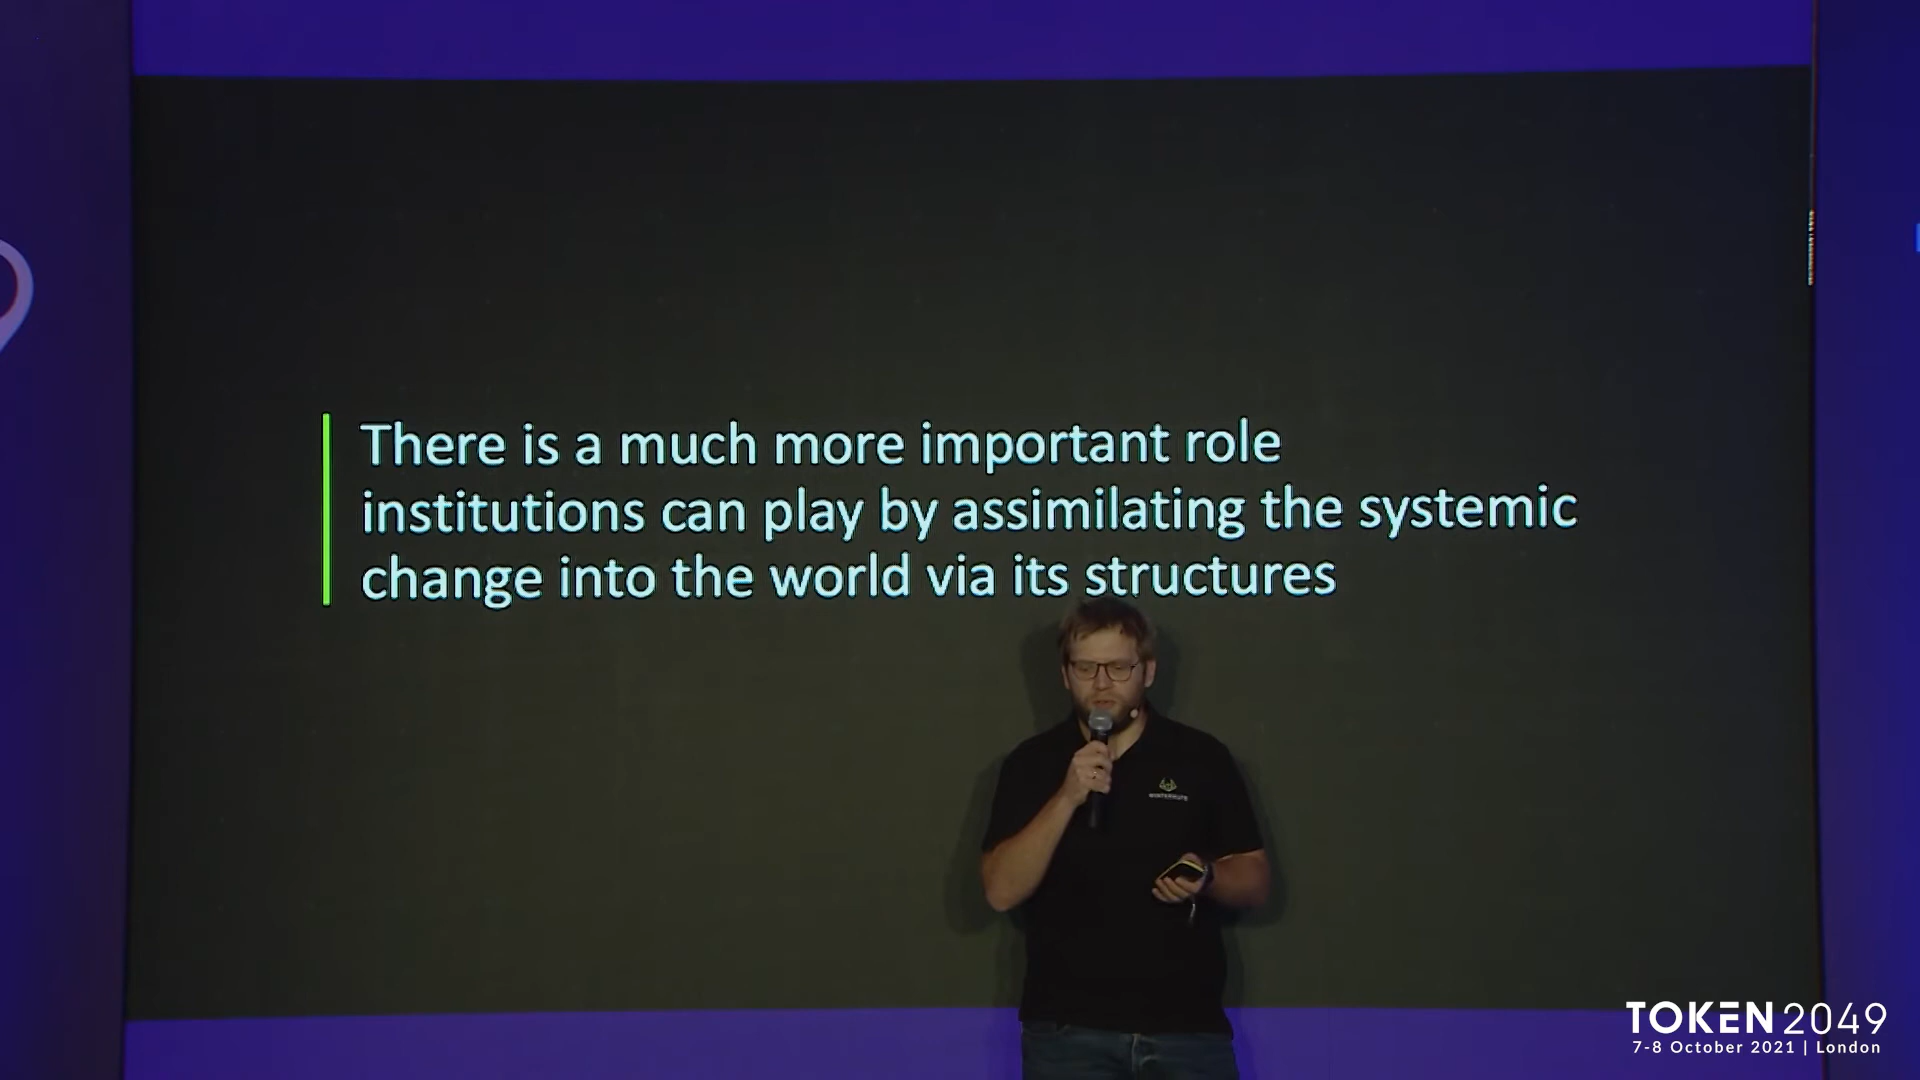 There is a much more important role
institutions can play by assimilating the systemic
change into the world via its structures
WINTERMUTE
TOKEN2049
7-8 October 2021 | London